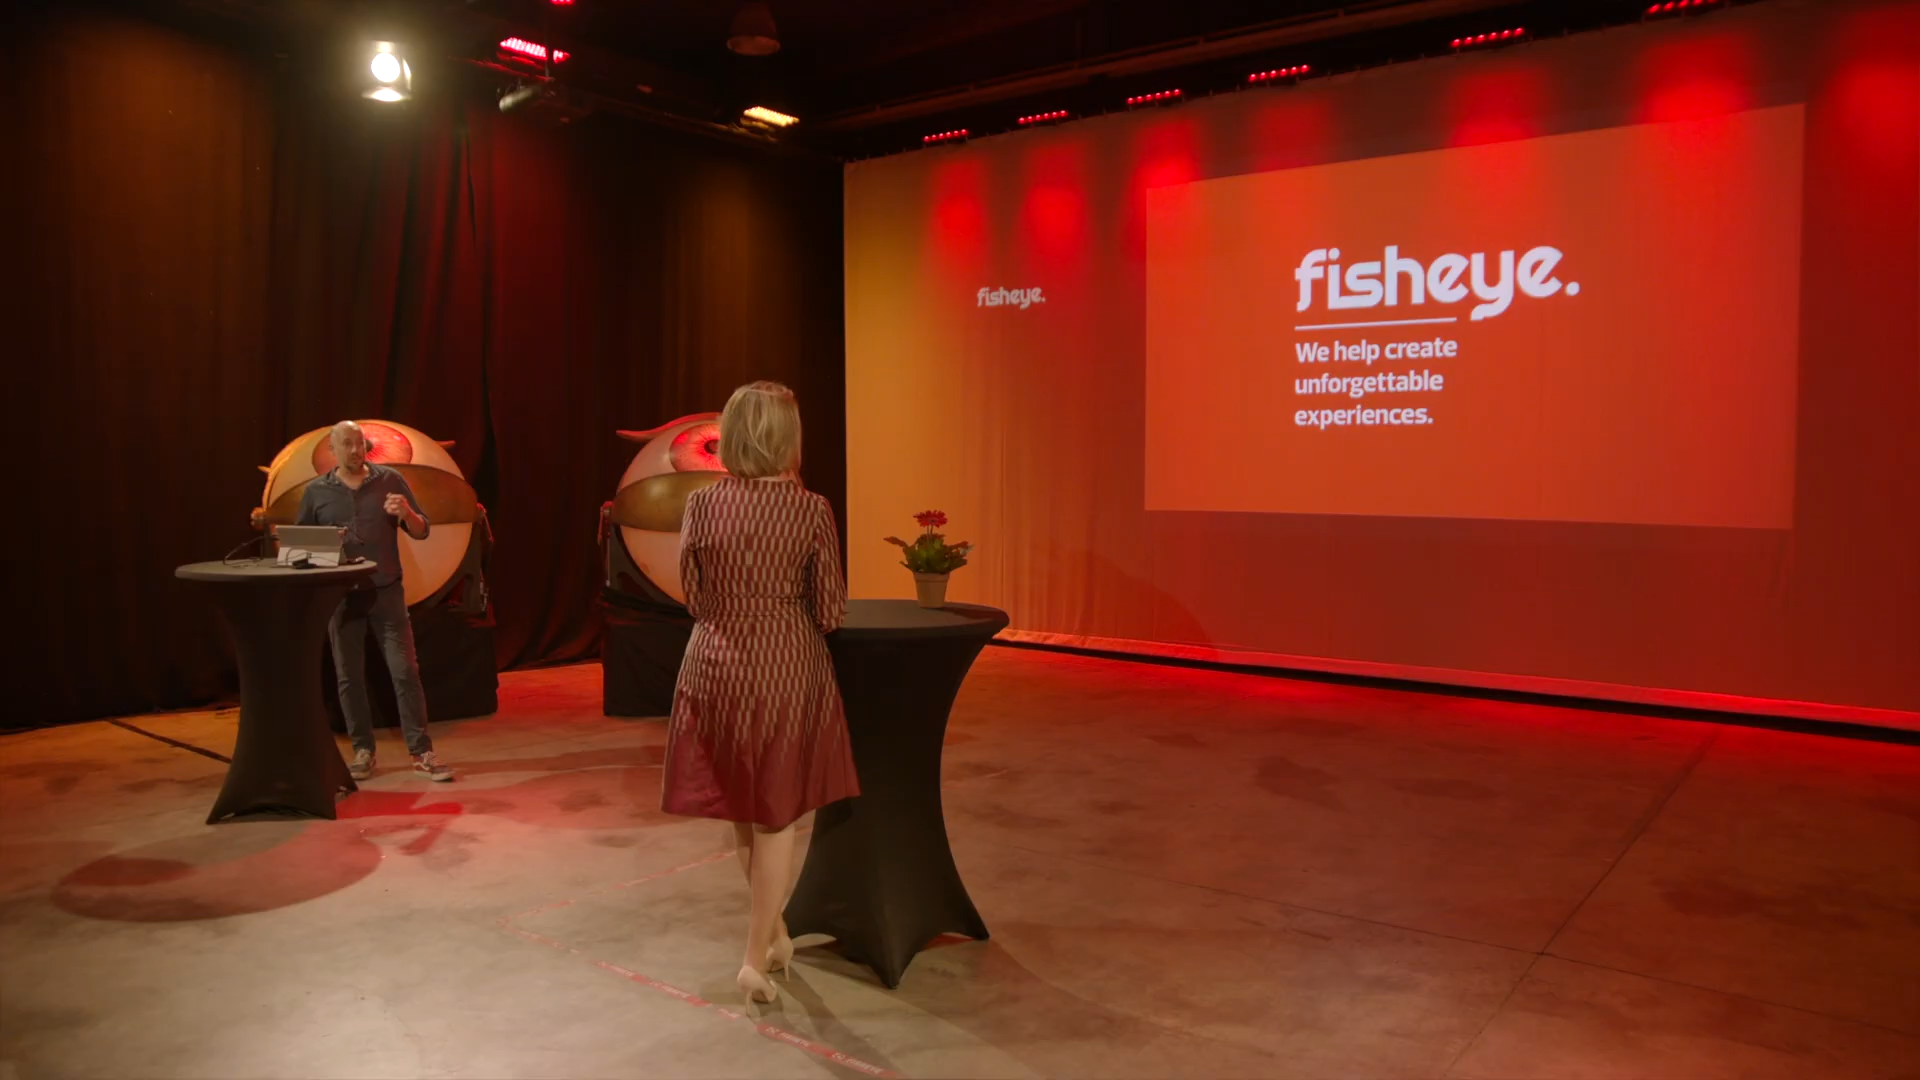 fisheye.
fisheye.
We help create
unforgettable
experiences.